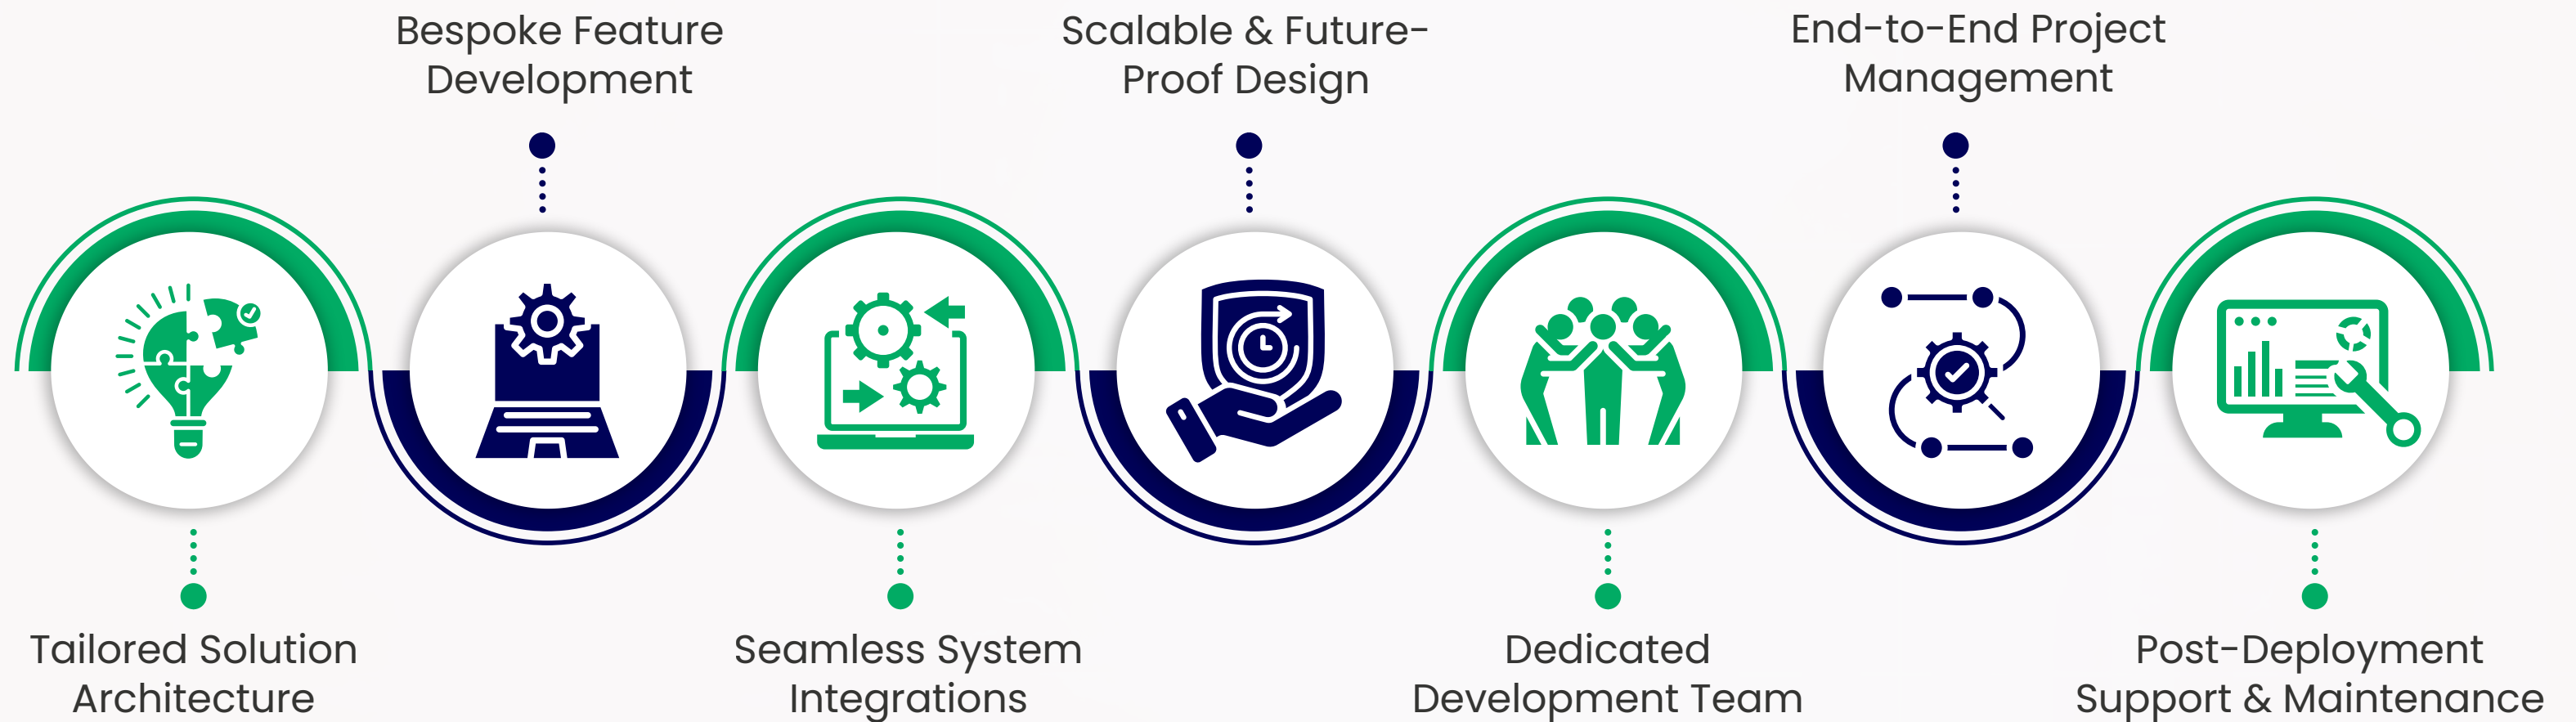 Bespoke Feature
Development
Scalable & Future-
Proof Design
End-to-End Project
Management
Tailored Solution
Architecture
Seamless System
Integrations
Dedicated
Development Team
Post-Deployment
Support & Maintenance